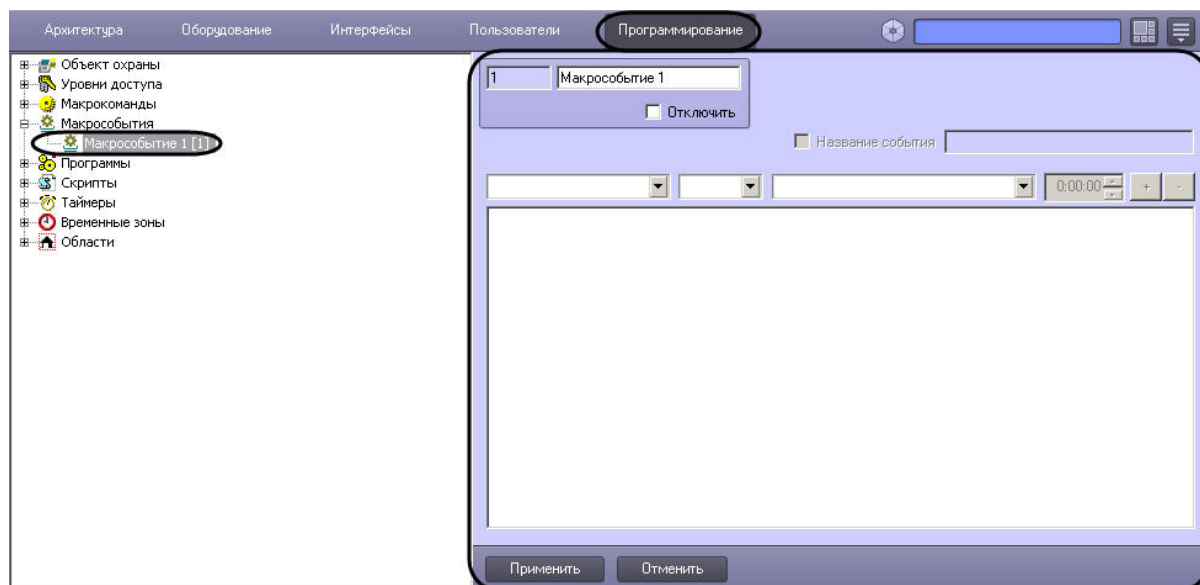 Архитектура Оборудование Интерфейсы Пользователи Программирование
Объект охраны
Уровни доступа
Макрокоманды
Макрособытия
Макрособытие 1 [1]
Программы
Скрипты
Таймеры
Временные зоны
Области
1 Макрособытие 1
Отключить
Название события
0:00:00 + -
Применить Отменить